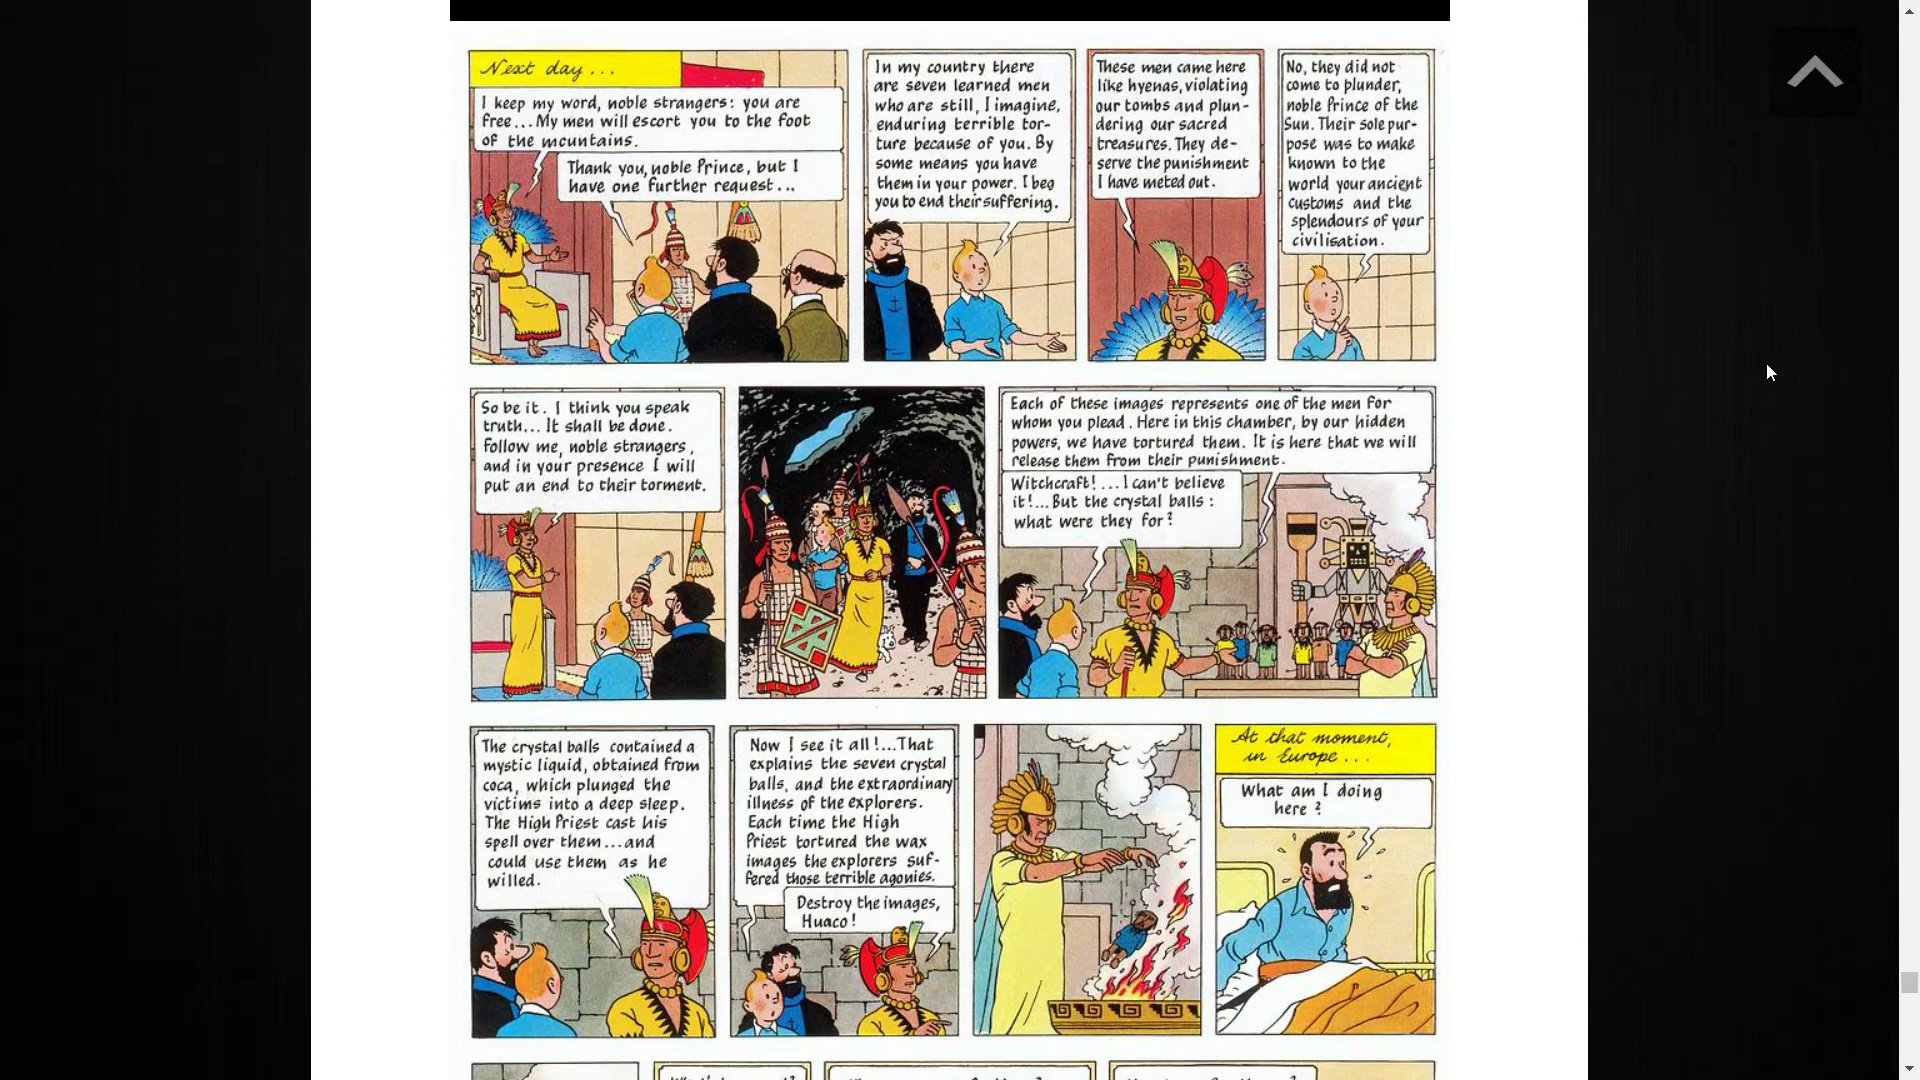 Next day...
I keep my word, noble strangers: you are
free...My men will escort you to the foot
of the mountains.
Thank you, noble Prince, but I
have one further request...
In my country there
are seven learned men
who are still, I imagine,
enduring terrible tor-
ture because of you. By
some means you have
them in your power. I beg
you to end their suffering.
These men came here
like hyenas, violating
our tombs and plun-
dering our sacred
treasures. They de-
serve the punishment
I have meted out.
No, they did not
come to plunder,
noble Prince of the
Sun. Their sole pur-
pose was to make
known to the
world your ancient
customs and the
splendours of your
civilisation.
So be it. I think you speak
truth... It shall be done.
Follow me, noble strangers,
and in your presence I will
put an end to their torment.
Each of these images represents one of the men for
whom you plead. Here in this chamber, by our hidden
powers, we have tortured them. It is here that we will
release them from their punishment.
Witchcraft!...I can't believe
it!...But the crystal balls:
what were they for?
The crystal balls contained a
mystic liquid, obtained from
coca, which plunged the
victims into a deep sleep.
The High Priest cast his
spell over them...and
could use them as he
willed.
Now I see it all!...That
explains the seven crystal
balls, and the extraordinary
illness of the explorers.
Each time the High
Priest tortured the wax
images the explorers suf-
fered those terrible agonies.
Destroy the images,
Huaco!
At that moment,
in Europe...
What am I doing
here?